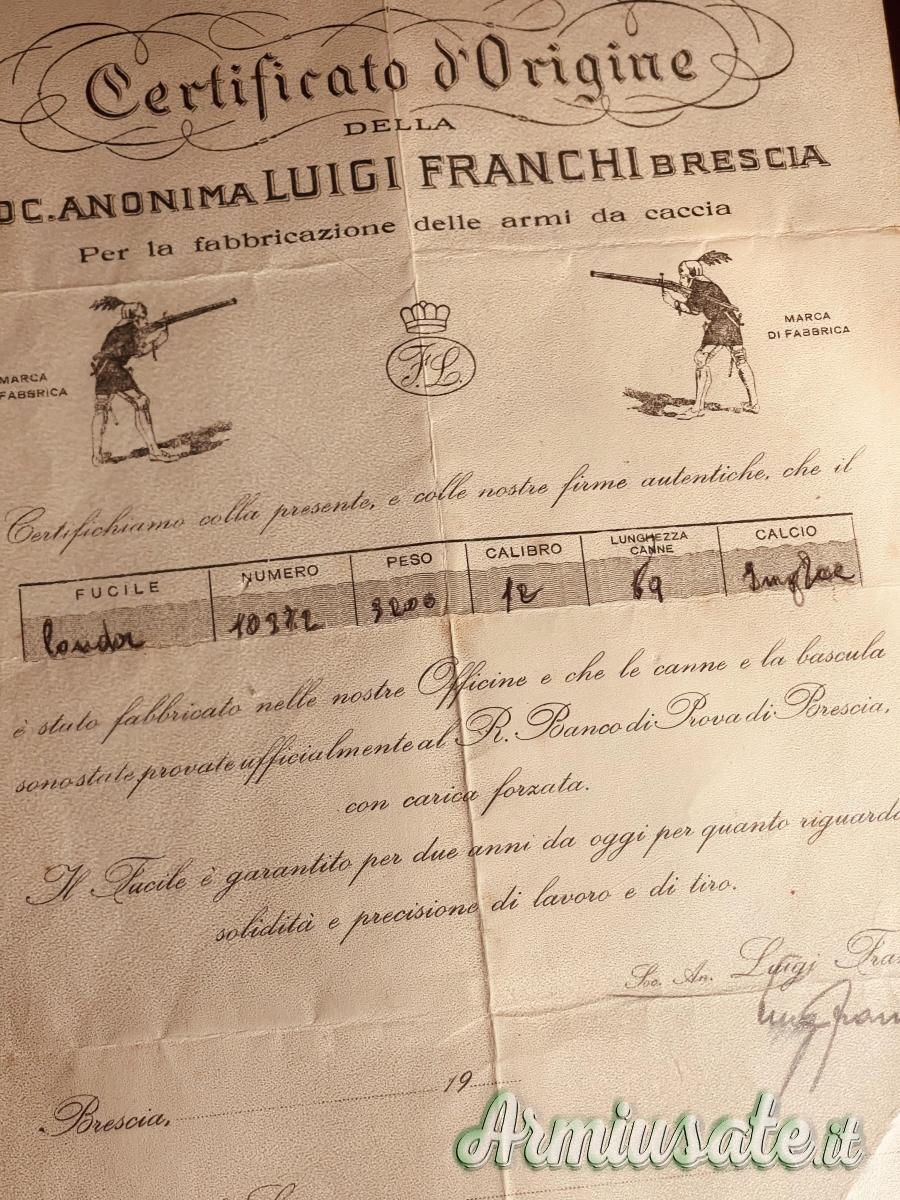 Certificato d'Origine
DELLA
OC. ANONIMA LUIGI FRANCHI BRESCIA
Per la fabbricazione delle armi da caccia
MARCA
FABBRICA
F. L.
MARCA
DI FABBRICA
Certifichiamo colla presente, e colle nostre firme autentiche, che il
FUCILE NUMERO PESO CALIBRO LUNGHEZZA CANNE CALCIO
Condor 3200 12 69 Inglese
è stato fabbricato nelle nostre Officine e che le canne e la bascula
sono state provate ufficialmente al R. Banco di Prova di Brescia,
con carica forzata.
Il Fucile è garantito per due anni da oggi per quanto riguarda
solidità e precisione di lavoro e di tiro.
Soc. An. Luigi Fran
Brescia, 19
Armiusate.it